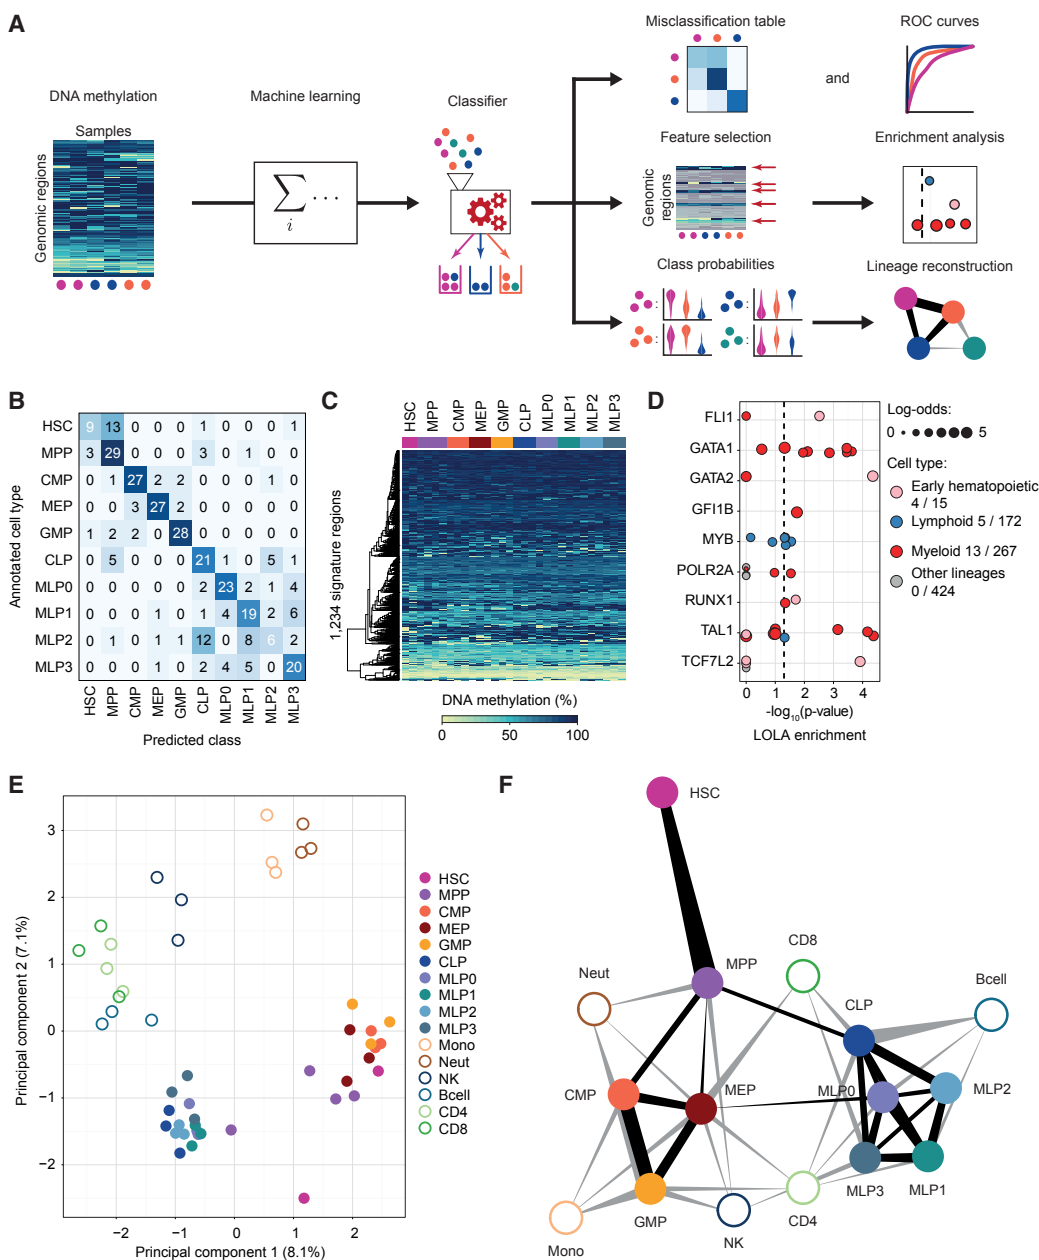 A
DNA methylation
Samples
Genomic regions
Machine learning
∑ ...
i
Classifier
Misclassification table
and
ROC curves
Feature selection
Genomic
regions
Enrichment analysis
Class probabilities
: : 
: :
Lineage reconstruction
B
Annotated cell type
HSC 9 13 0 0 0 1 0 0 0 1
MPP 3 29 0 0 0 3 0 1 0 0
CMP 0 1 27 2 2 0 0 0 1 0
MEP 0 0 3 27 2 0 0 0 0 0
GMP 1 2 2 0 28 0 0 0 0 0
CLP 0 5 0 0 0 21 1 0 5 1
MLP0 0 0 0 0 0 2 23 2 1 4
MLP1 0 0 0 1 0 1 4 19 2 6
MLP2 0 1 0 1 1 12 0 8 6 2
MLP3 0 0 0 1 0 2 4 5 0 20
HSC MPP CMP MEP GMP CLP MLP0 MLP1 MLP2 MLP3
Predicted class
C
HSC MPP CMP MEP GMP CLP MLP0 MLP1 MLP2 MLP3
1,234 signature regions
DNA methylation (%)
0 50 100
D
FLI1
GATA1
GATA2
GFI1B
MYB
POLR2A
RUNX1
TAL1
TCF7L2
0 1 2 3 4
-log10(p-value)
LOLA enrichment
Log-odds:
0 5
Cell type:
Early hematopoietic
4 / 15
Lymphoid 5 / 172
Myeloid 13 / 267
Other lineages
0 / 424
E
Principal component 2 (7.1%)
3
2
1
0
−1
−2
−2 −1 0 1 2
Principal component 1 (8.1%)
HSC
MPP
CMP
MEP
GMP
CLP
MLP0
MLP1
MLP2
MLP3
Mono
Neut
NK
Bcell
CD4
CD8
F
HSC
MPP
CD8
Neut
CLP
Bcell
CMP
MEP
MLP0
MLP2
MLP3
MLP1
GMP
CD4
NK
Mono